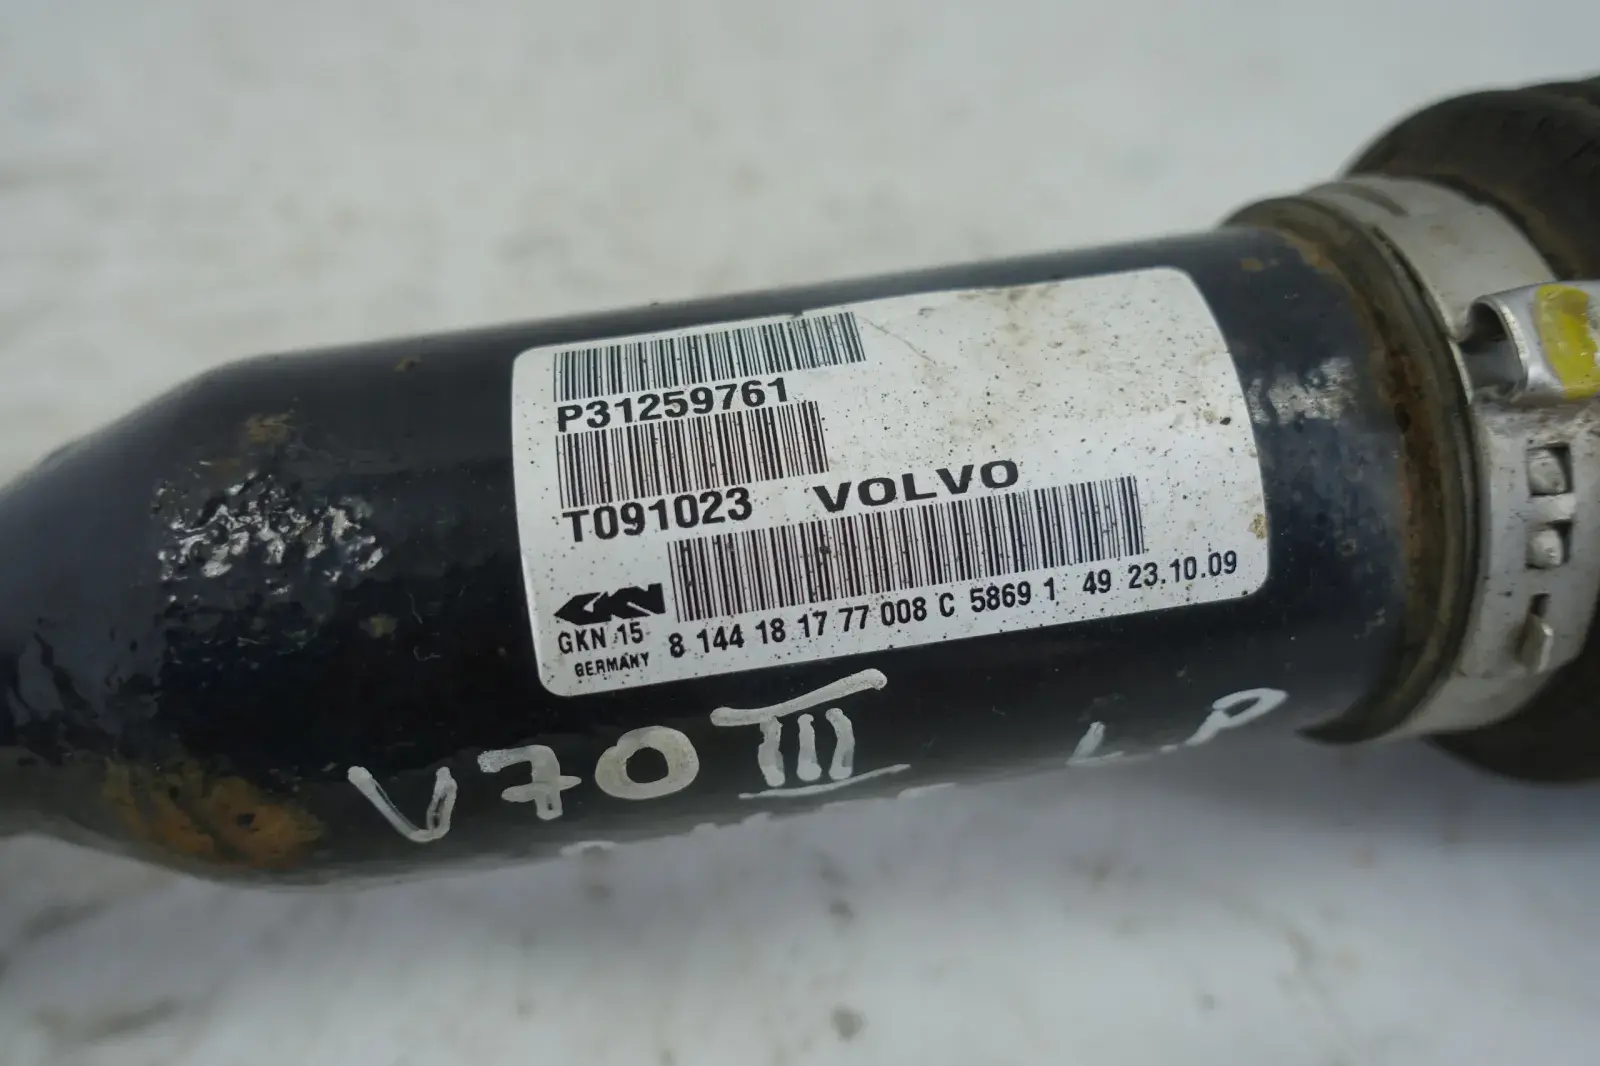 P31259761
T091023 VOLVO
GKN
GKN 15
GERMANY
8 144 18 17 77 008 C 5869 1 49 23.10.09
V70 III L.P